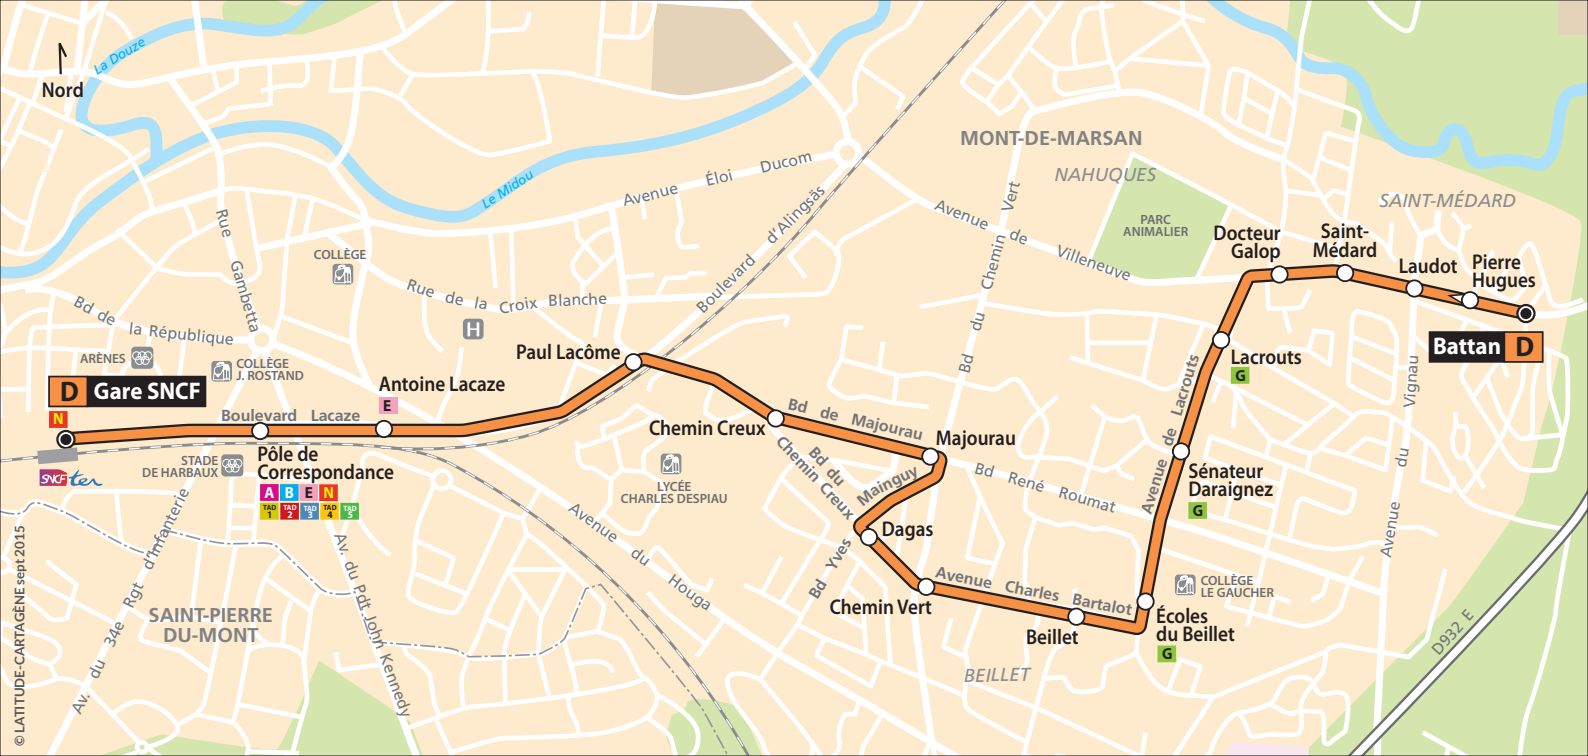 La Douze
Nord
Le Midou
Avenue Éloi Ducom
MONT-DE-MARSAN
NAHUQUES
PARC
ANIMALIER
SAINT-MÉDARD
Rue Gambetta
COLLÈGE
Boulevard d'Alingsäs
Avenue de Villeneuve
Bd du Chemin Vert
Docteur
Galop
Saint-
Médard
Laudot
Pierre
Hugues
Battan D
Bd de la République
Rue de la Croix Blanche
H
ARÈNES
COLLÈGE
J. ROSTAND
D Gare SNCF
N
SNCF ter
Boulevard Lacaze
Antoine Lacaze
E
Paul Lacôme
Lacrouts
G
Avenue de Lacrouts
Avenue du Vignau
STADE
DE HARBAUX
Pôle de
Correspondance
A B E N
TAD 1 TAD 2 TAD 3 TAD 4 TAD 5
Chemin Creux
Bd de Majourau
Majourau
Bd du
Chemin Creux
Bd Yves Mainguy
Bd René Roumat
LYCÉE
CHARLES DESPIAU
Sénateur
Daraignez
G
Dagas
Avenue du Houga
Chemin Vert
Avenue Charles Bartalot
Beillet
Écoles
du Beillet
G
COLLÈGE
LE GAUCHER
BEILLET
D932 E
SAINT-PIERRE
DU-MONT
Av. du 34e Rgt d'Infanterie
Av. du Pdt John Kennedy
© LATITUDE-CARTAGÈNE sept 2015